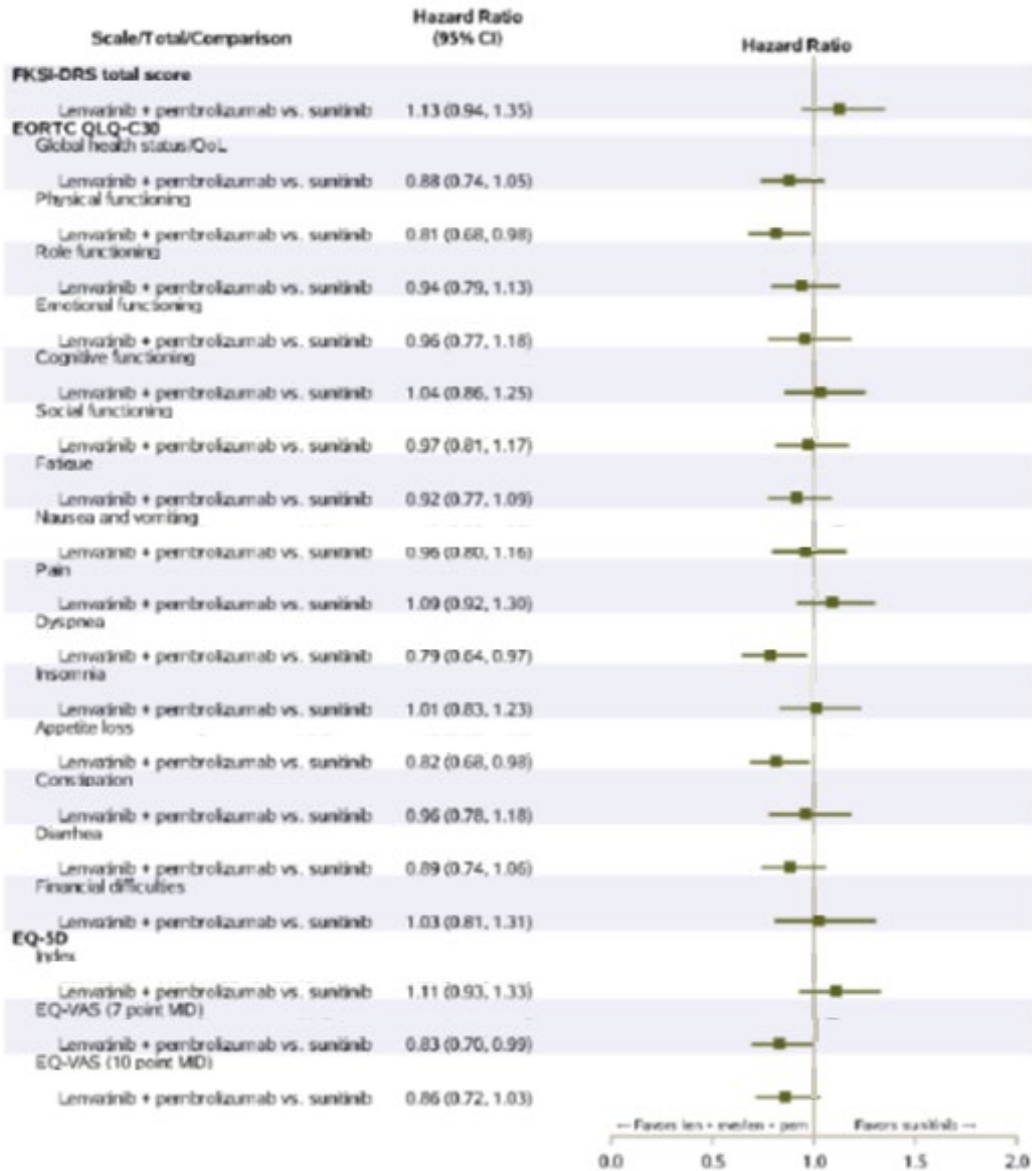 Hazard Ratio
Scale/Total/Comparison (95% CI) Hazard Ratio
FKSI-DRS total score
Lenvatinib + pembrolizumab vs. sunitinib 1.13 (0.94, 1.35)
EORTC QLQ-C30
Global health status/QoL
Lenvatinib + pembrolizumab vs. sunitinib 0.88 (0.74, 1.05)
Physical functioning
Lenvatinib + pembrolizumab vs. sunitinib 0.81 (0.68, 0.98)
Role functioning
Lenvatinib + pembrolizumab vs. sunitinib 0.94 (0.79, 1.13)
Emotional functioning
Lenvatinib + pembrolizumab vs. sunitinib 0.96 (0.77, 1.18)
Cognitive functioning
Lenvatinib + pembrolizumab vs. sunitinib 1.04 (0.86, 1.25)
Social functioning
Lenvatinib + pembrolizumab vs. sunitinib 0.97 (0.81, 1.17)
Fatigue
Lenvatinib + pembrolizumab vs. sunitinib 0.92 (0.77, 1.09)
Nausea and vomiting
Lenvatinib + pembrolizumab vs. sunitinib 0.96 (0.80, 1.16)
Pain
Lenvatinib + pembrolizumab vs. sunitinib 1.09 (0.92, 1.30)
Dyspnea
Lenvatinib + pembrolizumab vs. sunitinib 0.79 (0.64, 0.97)
Insomnia
Lenvatinib + pembrolizumab vs. sunitinib 1.01 (0.83, 1.23)
Appetite loss
Lenvatinib + pembrolizumab vs. sunitinib 0.82 (0.68, 0.98)
Constipation
Lenvatinib + pembrolizumab vs. sunitinib 0.96 (0.78, 1.18)
Diarrhea
Lenvatinib + pembrolizumab vs. sunitinib 0.89 (0.74, 1.06)
Financial difficulties
Lenvatinib + pembrolizumab vs. sunitinib 1.03 (0.81, 1.31)
EQ-5D
Index
Lenvatinib + pembrolizumab vs. sunitinib 1.11 (0.93, 1.33)
EQ-VAS (7 point MID)
Lenvatinib + pembrolizumab vs. sunitinib 0.83 (0.70, 0.99)
EQ-VAS (10 point MID)
Lenvatinib + pembrolizumab vs. sunitinib 0.86 (0.72, 1.03)
← Favors len + eve/len + pem Favors sunitinib →
0.0 0.5 1.0 1.5 2.0